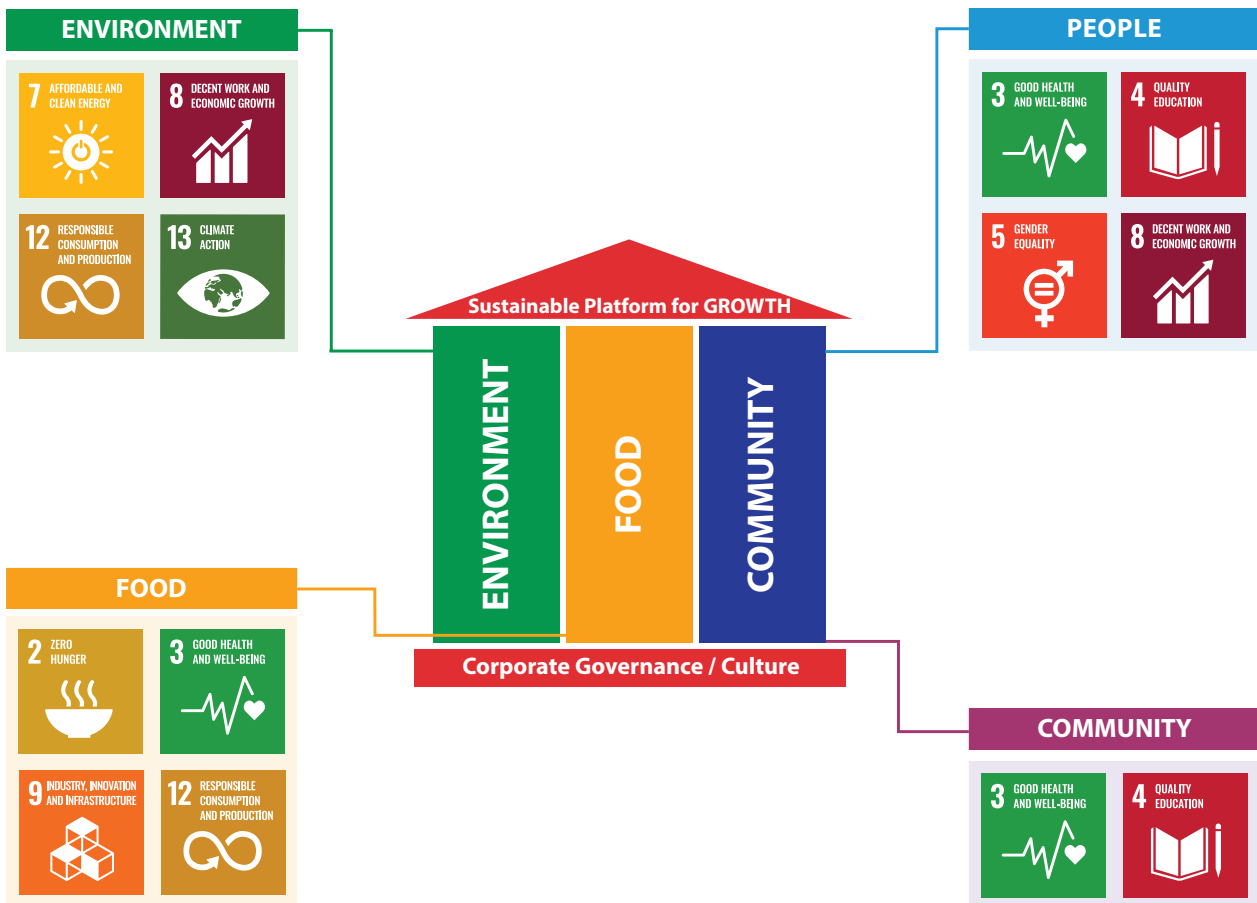 ENVIRONMENT
7 AFFORDABLE AND
CLEAN ENERGY
8 DECENT WORK AND
ECONOMIC GROWTH
12 RESPONSIBLE
CONSUMPTION
AND PRODUCTION
13 CLIMATE
ACTION
PEOPLE
3 GOOD HEALTH
AND WELL-BEING
4 QUALITY
EDUCATION
5 GENDER
EQUALITY
8 DECENT WORK AND
ECONOMIC GROWTH
Sustainable Platform for GROWTH
ENVIRONMENT
FOOD
COMMUNITY
Corporate Governance / Culture
FOOD
2 ZERO
HUNGER
3 GOOD HEALTH
AND WELL-BEING
9 INDUSTRY, INNOVATION
AND INFRASTRUCTURE
12 RESPONSIBLE
CONSUMPTION
AND PRODUCTION
COMMUNITY
3 GOOD HEALTH
AND WELL-BEING
4 QUALITY
EDUCATION